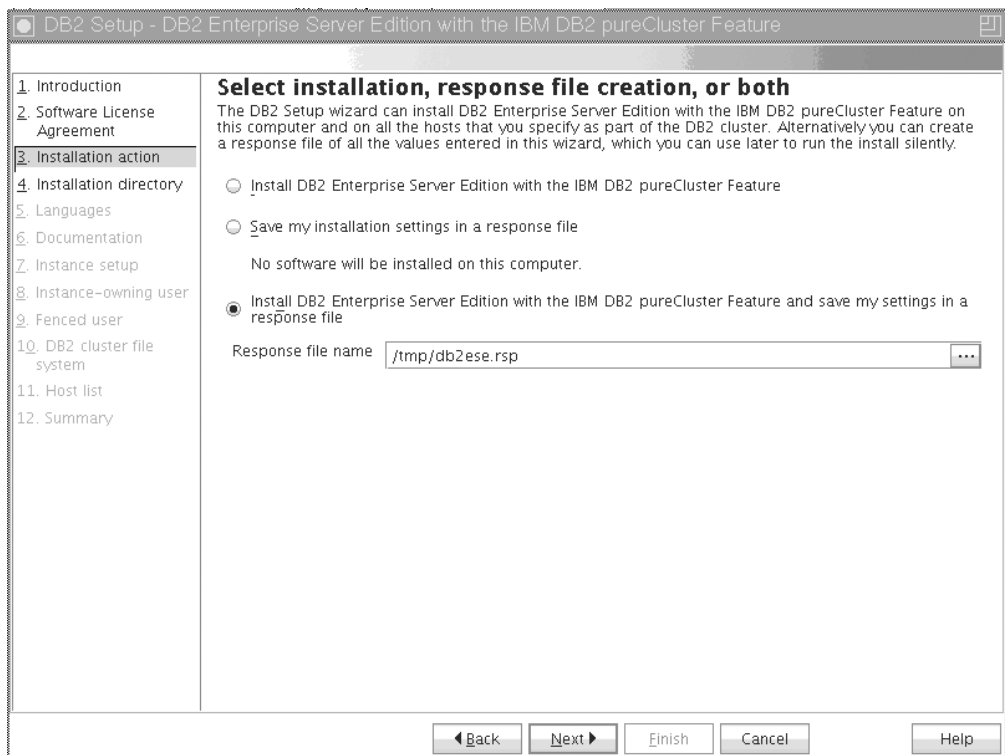 DB2 Setup - DB2 Enterprise Server Edition with the IBM DB2 pureCluster Feature
1. Introduction
2. Software License
Agreement
3. Installation action
4. Installation directory
5. Languages
6. Documentation
7. Instance setup
8. Instance-owning user
9. Fenced user
10. DB2 cluster file
system
11. Host list
12. Summary
Select installation, response file creation, or both
The DB2 Setup wizard can install DB2 Enterprise Server Edition with the IBM DB2 pureCluster Feature on
this computer and on all the hosts that you specify as part of the DB2 cluster. Alternatively you can create
a response file of all the values entered in this wizard, which you can use later to run the install silently.
Install DB2 Enterprise Server Edition with the IBM DB2 pureCluster Feature
Save my installation settings in a response file
No software will be installed on this computer.
Install DB2 Enterprise Server Edition with the IBM DB2 pureCluster Feature and save my settings in a
response file
Response file name /tmp/db2ese.rsp ...
Back Next Finish Cancel Help